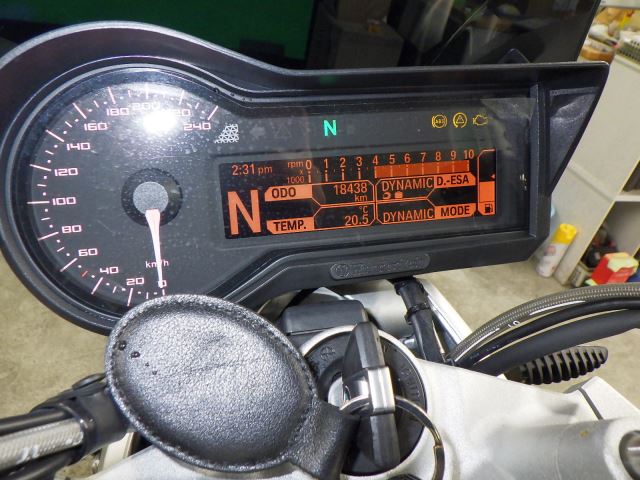 180 200 220 240
160
140
120
100
80
60
40
20
0
km/h
N
ABS
2:31 pm
rpm x 1000
0 1 2 3 4 5 6 7 8 9 10
N
ODO 18438 km
DYNAMIC D.-ESA
TEMP. °C 20.5
DYNAMIC MODE